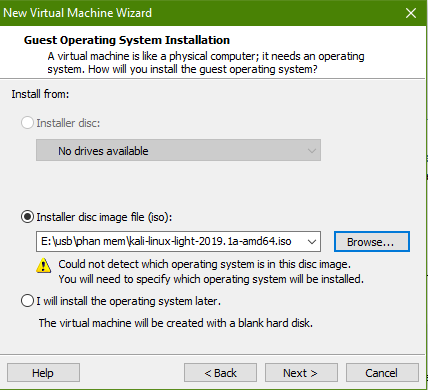 New Virtual Machine Wizard
Guest Operating System Installation
A virtual machine is like a physical computer; it needs an operating
system. How will you install the guest operating system?
Install from:
Installer disc:
No drives available
Installer disc image file (iso):
E:\usb\phan mem\kali-linux-light-2019.1a-amd64.iso
Browse...
Could not detect which operating system is in this disc image.
You will need to specify which operating system will be installed.
I will install the operating system later.
The virtual machine will be created with a blank hard disk.
Help
< Back
Next >
Cancel